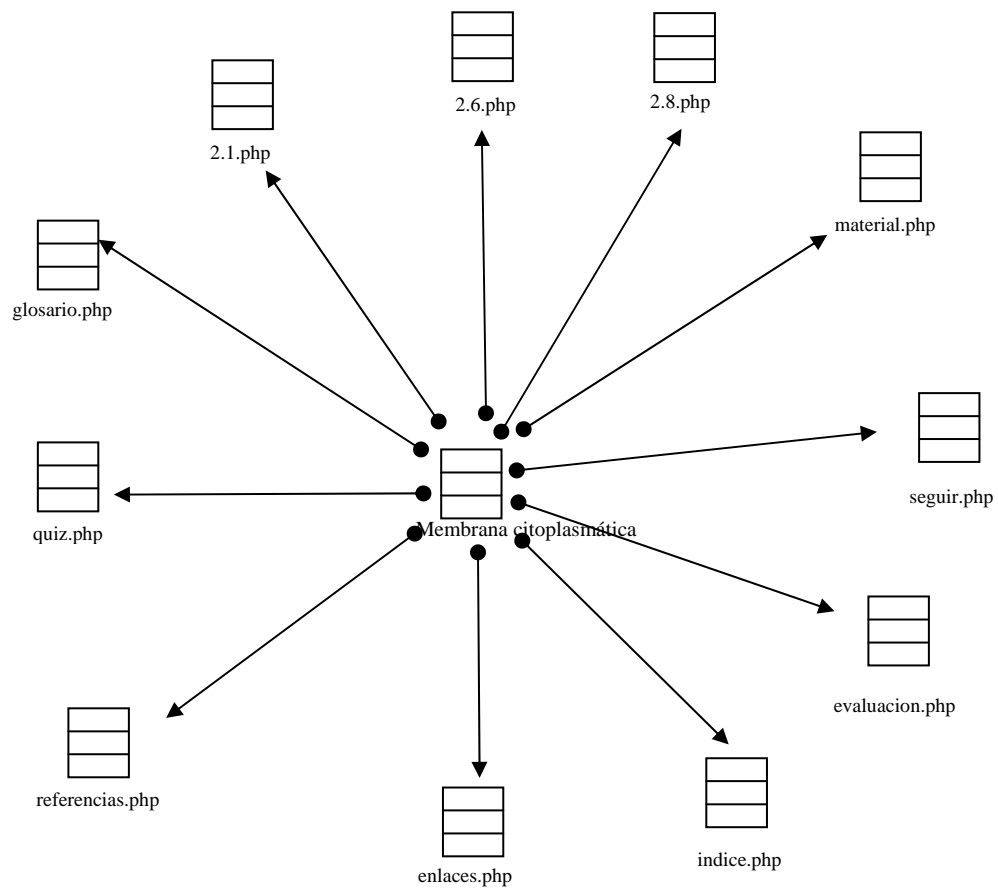 2.6.php
2.8.php
2.1.php
material.php
glosario.php
seguir.php
quiz.php
Membrana citoplasmática
evaluacion.php
referencias.php
indice.php
enlaces.php